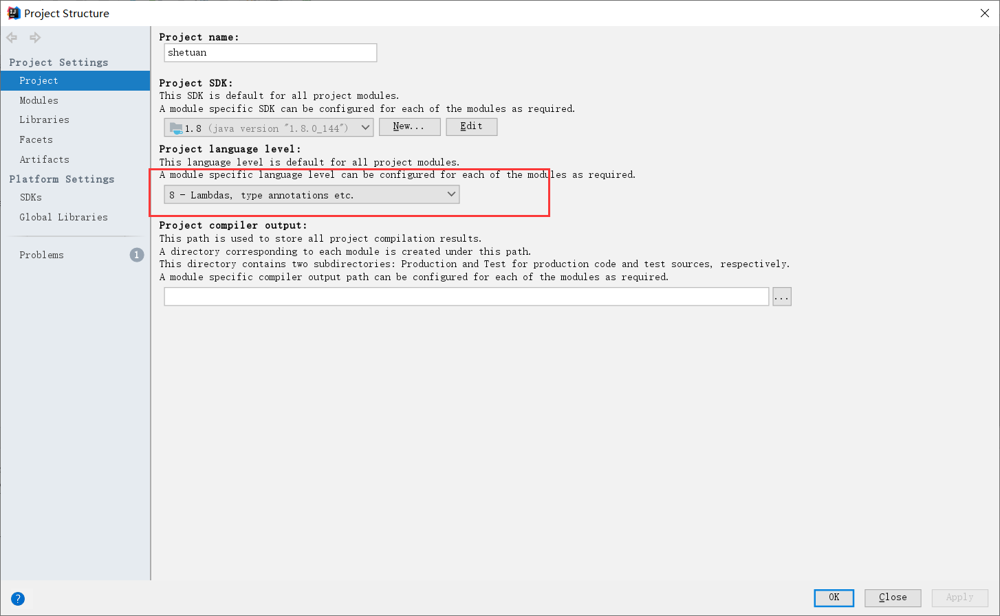 Project Structure
Project name:
shetuan
Project Settings
Project
Modules
Libraries
Facets
Artifacts
Platform Settings
SDKs
Global Libraries
Problems
1
Project SDK:
This SDK is default for all project modules.
A module specific SDK can be configured for each of the modules as required.
1.8 (java version "1.8.0_144")
New...
Edit
Project language level:
This language level is default for all project modules.
A module specific language level can be configured for each of the modules as required.
8 - Lambdas, type annotations etc.
Project compiler output:
This path is used to store all project compilation results.
A directory corresponding to each module is created under this path.
This directory contains two subdirectories: Production and Test for production code and test sources, respectively.
A module specific compiler output path can be configured for each of the modules as required.
...
?
OK
Close
Apply